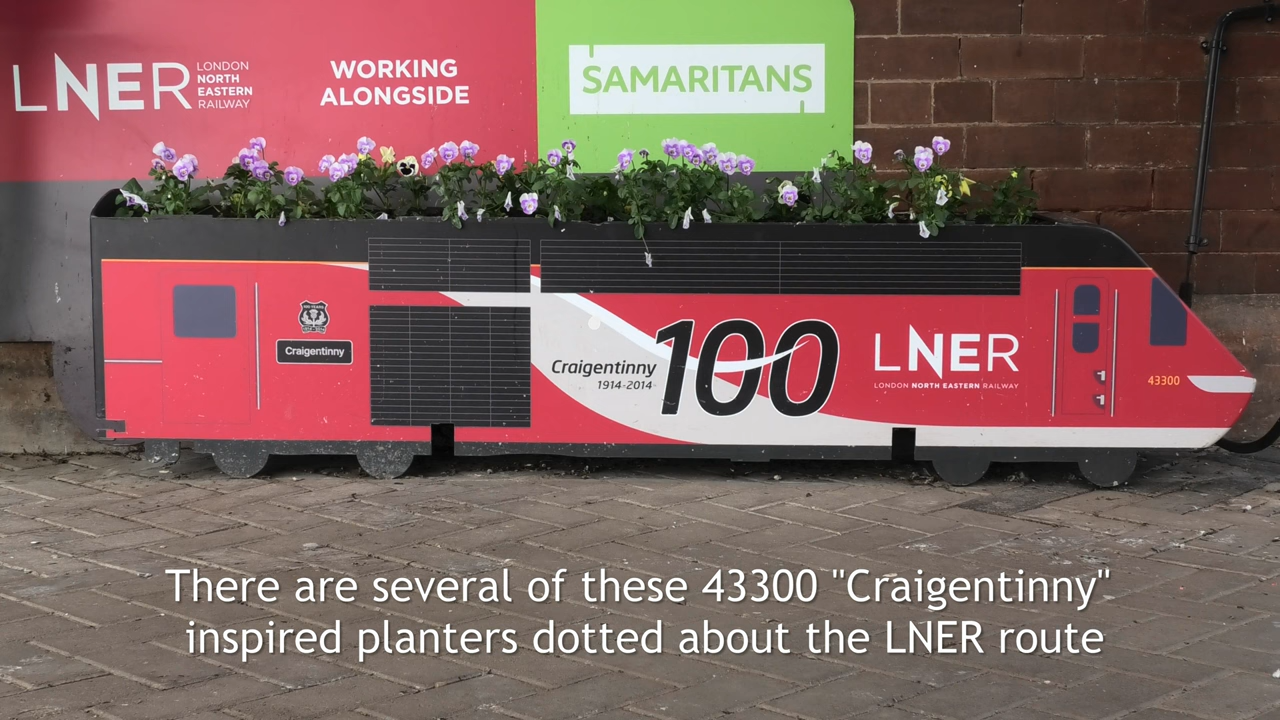 LNER
LONDON
NORTH
EASTERN
RAILWAY
WORKING
ALONGSIDE
SAMARITANS
Craigentinny
Craigentinny
1914-2014
100
LNER
LONDON NORTH EASTERN RAILWAY
43300
There are several of these 43300 "Craigentinny"
inspired planters dotted about the LNER route